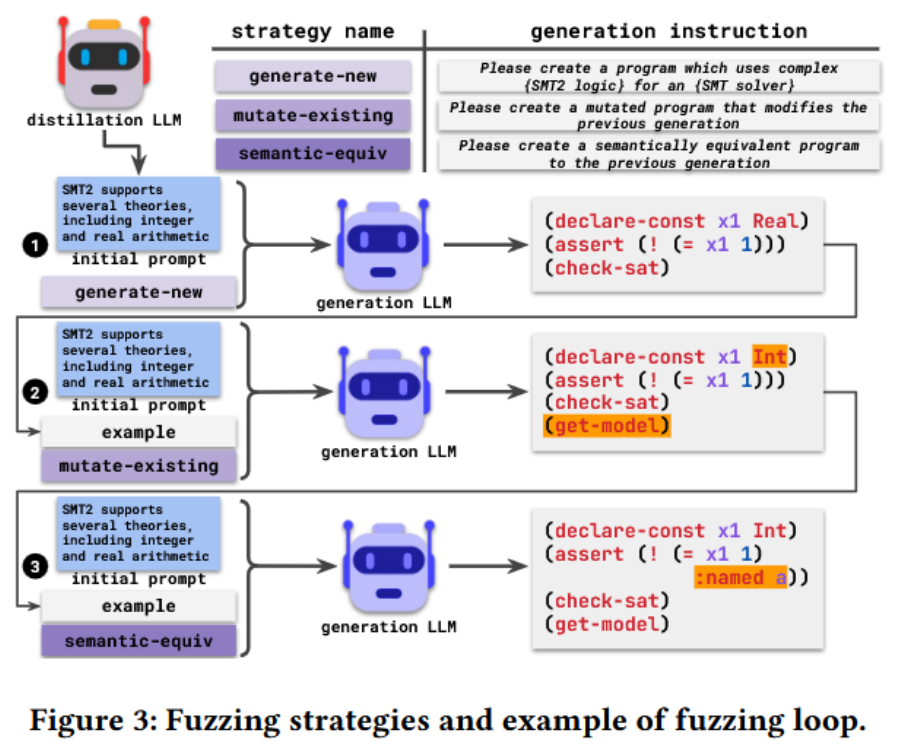 strategy name
generation instruction
generate-new
Please create a program which uses complex
{SMT2 logic} for an {SMT solver}
mutate-existing
Please create a mutated program that modifies the
previous generation
semantic-equiv
Please create a semantically equivalent program
to the previous generation
distillation LLM
1
SMT2 supports
several theories,
including integer
and real arithmetic
initial prompt
generate-new
generation LLM
(declare-const x1 Real)
(assert (! (= x1 1)))
(check-sat)
2
SMT2 supports
several theories,
including integer
and real arithmetic
initial prompt
example
mutate-existing
generation LLM
(declare-const x1 Int)
(assert (! (= x1 1)))
(check-sat)
(get-model)
3
SMT2 supports
several theories,
including integer
and real arithmetic
initial prompt
example
semantic-equiv
generation LLM
(declare-const x1 Int)
(assert (! (= x1 1)
:named a))
(check-sat)
(get-model)
Figure 3: Fuzzing strategies and example of fuzzing loop.